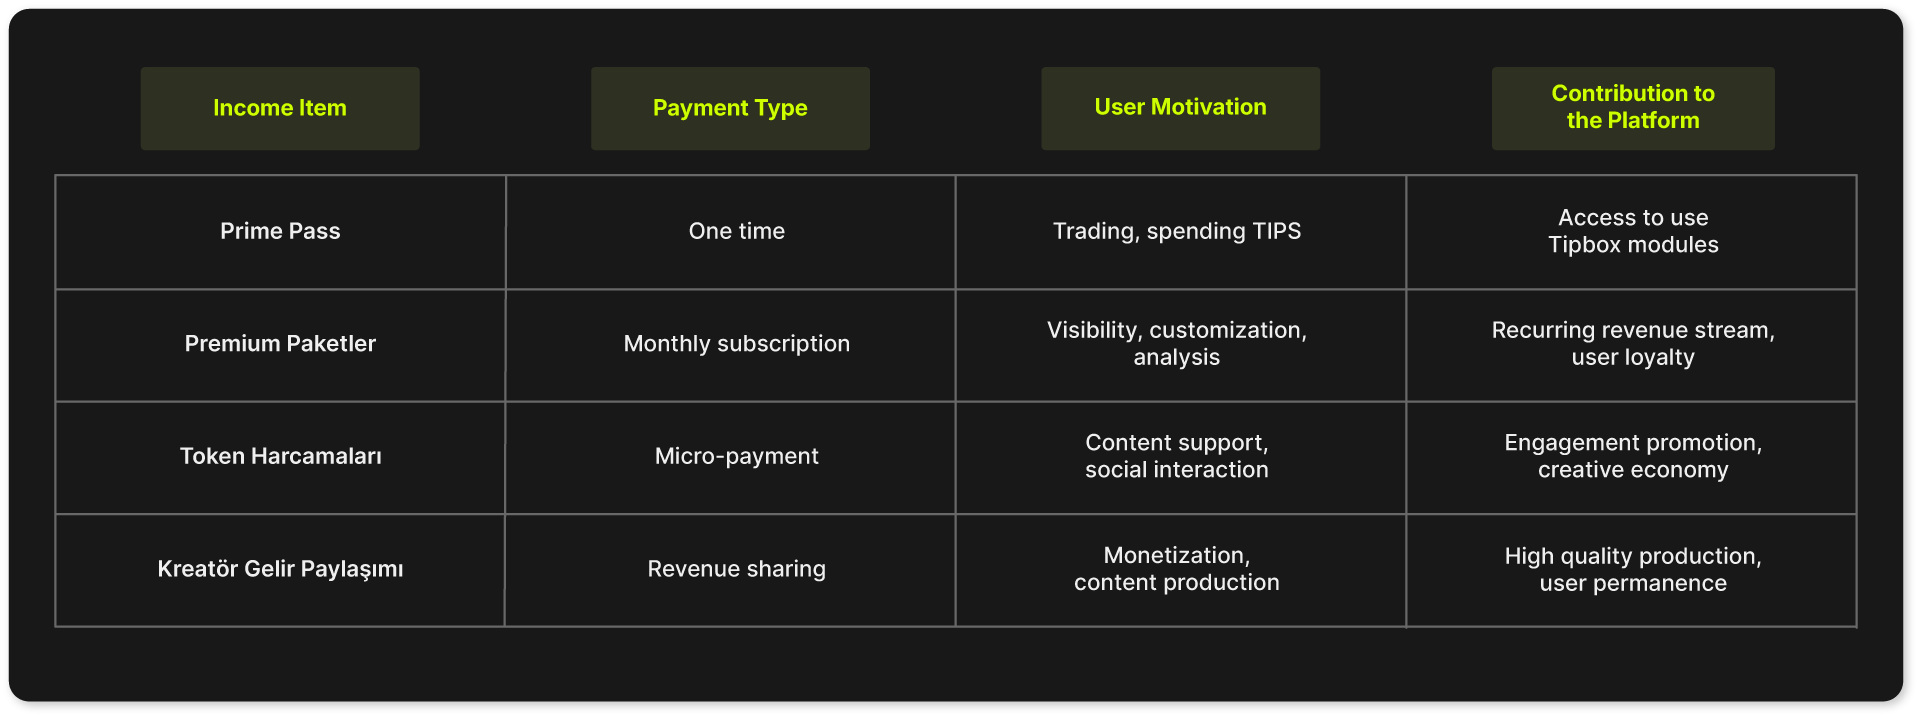 Income Item
Payment Type
User Motivation
Contribution to
the Platform
Prime Pass
One time
Trading, spending TIPS
Access to use
Tipbox modules
Premium Paketler
Monthly subscription
Visibility, customization,
analysis
Recurring revenue stream,
user loyalty
Token Harcamaları
Micro-payment
Content support,
social interaction
Engagement promotion,
creative economy
Kreatör Gelir Paylaşımı
Revenue sharing
Monetization,
content production
High quality production,
user permanence